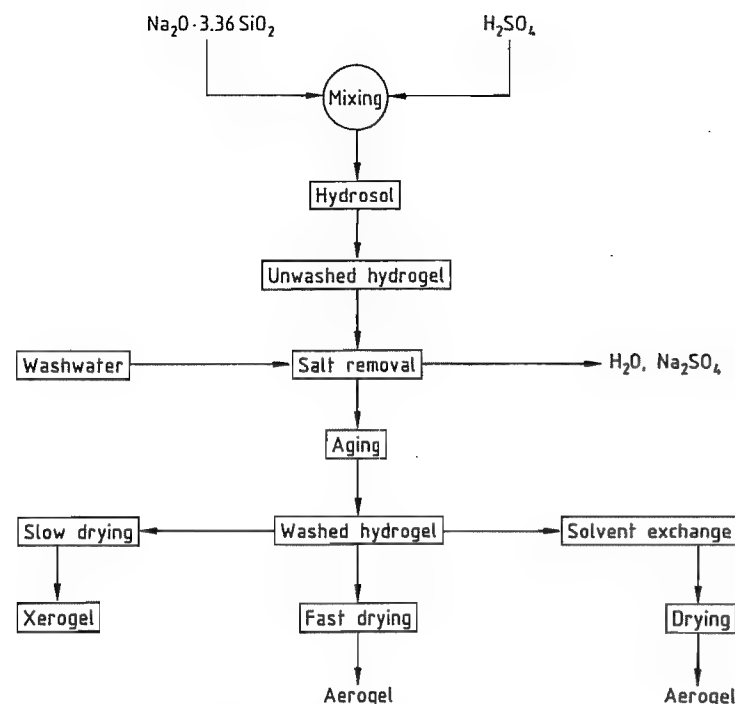 Na₂O·3.36 SiO₂
H₂SO₄
Mixing
Hydrosol
Unwashed hydrogel
Washwater
Salt removal
H₂O, Na₂SO₄
Aging
Slow drying
Washed hydrogel
Solvent exchange
Xerogel
Fast drying
Drying
Aerogel
Aerogel